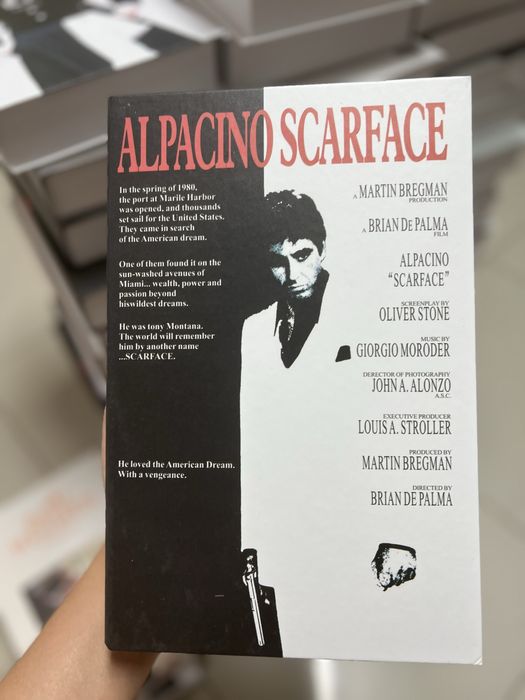 ALPACINO SCARFACE
In the spring of 1980,
the port at Marile Harbor
was opened, and thousands
set sail for the United States.
They came in search
of the American dream.
One of them found it on the
sun-washed avenues of
Miami... wealth, power and
passion beyond
hiswildest dreams.
He was tony Montana.
The world will remember
him by another name
...SCARFACE.
He loved the American Dream.
With a vengeance.
A MARTIN BREGMAN
PRODUCTION
A BRIAN DE PALMA
FILM
ALPACINO
"SCARFACE"
SCREENPLAY BY
OLIVER STONE
MUSIC BY
GIORGIO MORODER
DERECTOR OF PHOTOGRAPHY
JOHN A. ALONZO
A.S.C.
EXECUTIVE PRODUCER
LOUIS A. STROLLER
PRODUCED BY
MARTIN BREGMAN
DIRECTED BY
BRIAN DE PALMA